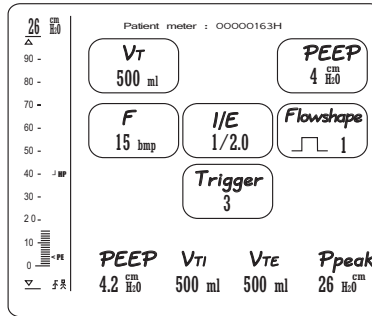 26 cm H2O
Patient meter : 00000163H
VT
500 ml
PEEP
4 cm H2O
F
15 bmp
I/E
1/2.0
Flowshape
1
Trigger
3
90
80
70
60
50
40 HP
30
20
10
0 PE
PEEP VTI VTE Ppeak
4.2 cm H2O 500 ml 500 ml 26 cm H2O